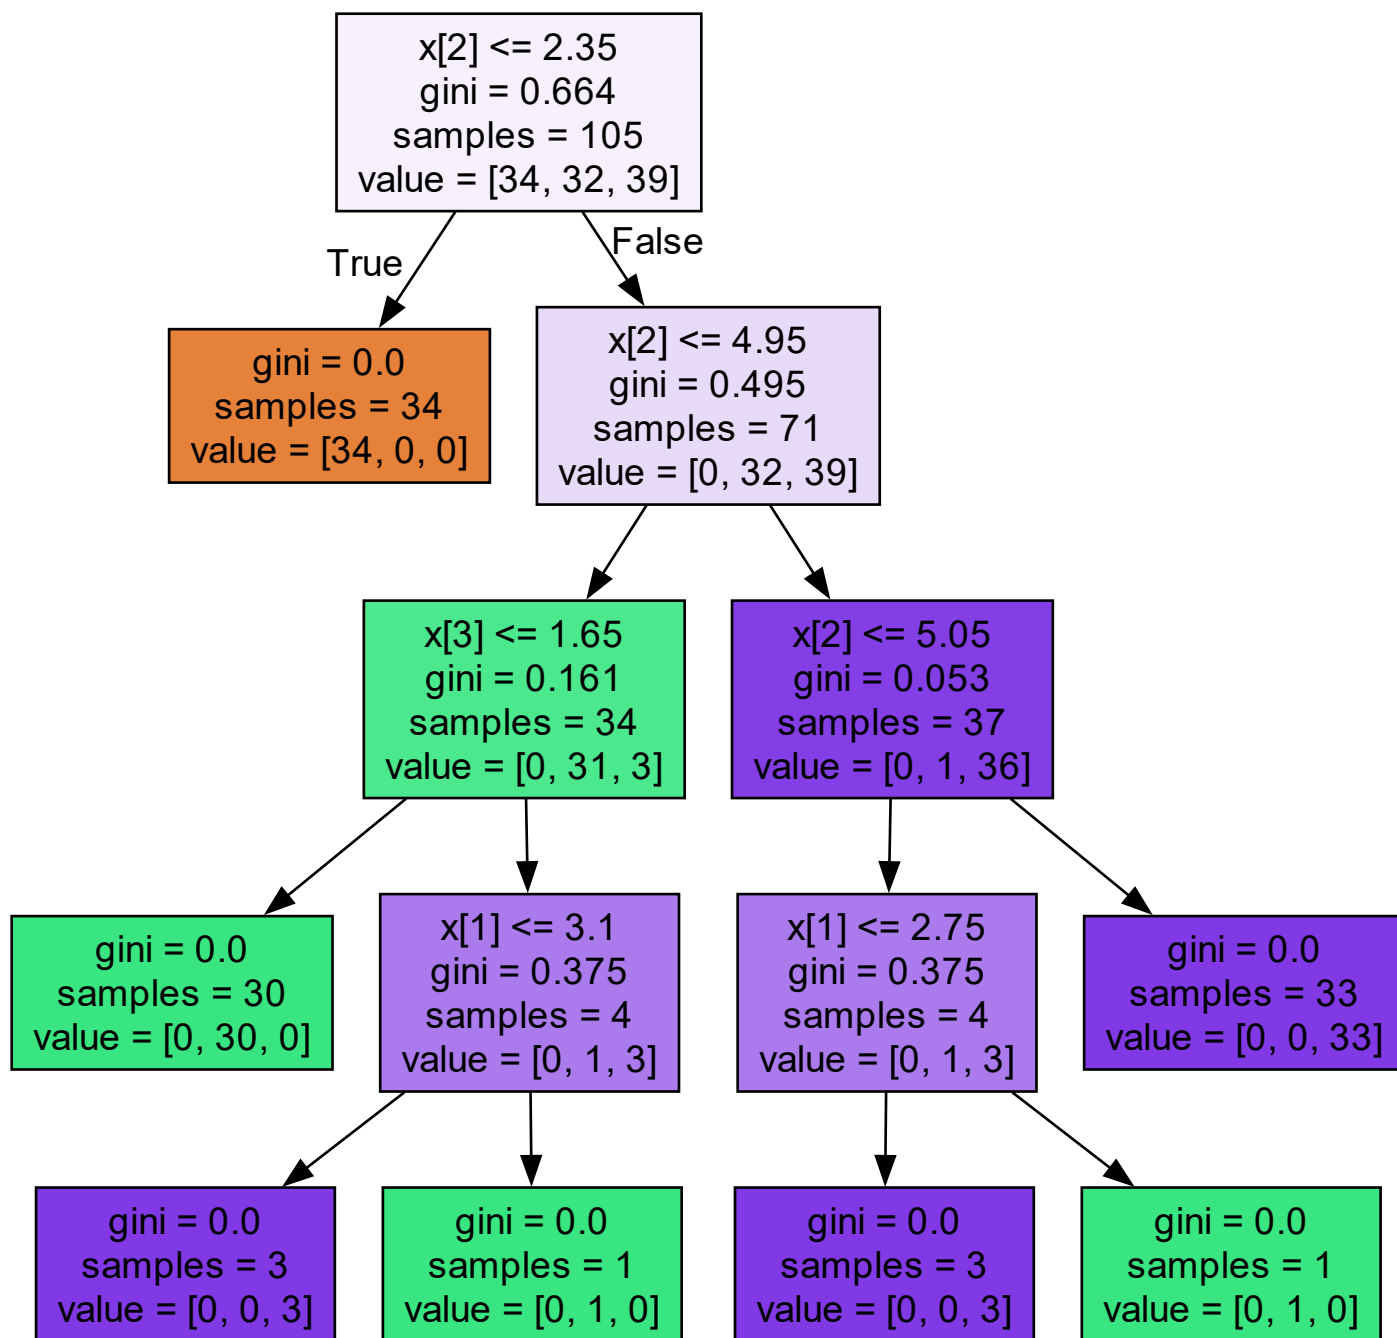 x[2] <= 2.35
gini = 0.664
samples = 105
value = [34, 32, 39]
True
False
gini = 0.0
samples = 34
value = [34, 0, 0]
x[2] <= 4.95
gini = 0.495
samples = 71
value = [0, 32, 39]
x[3] <= 1.65
gini = 0.161
samples = 34
value = [0, 31, 3]
x[2] <= 5.05
gini = 0.053
samples = 37
value = [0, 1, 36]
gini = 0.0
samples = 30
value = [0, 30, 0]
x[1] <= 3.1
gini = 0.375
samples = 4
value = [0, 1, 3]
x[1] <= 2.75
gini = 0.375
samples = 4
value = [0, 1, 3]
gini = 0.0
samples = 33
value = [0, 0, 33]
gini = 0.0
samples = 3
value = [0, 0, 3]
gini = 0.0
samples = 1
value = [0, 1, 0]
gini = 0.0
samples = 3
value = [0, 0, 3]
gini = 0.0
samples = 1
value = [0, 1, 0]